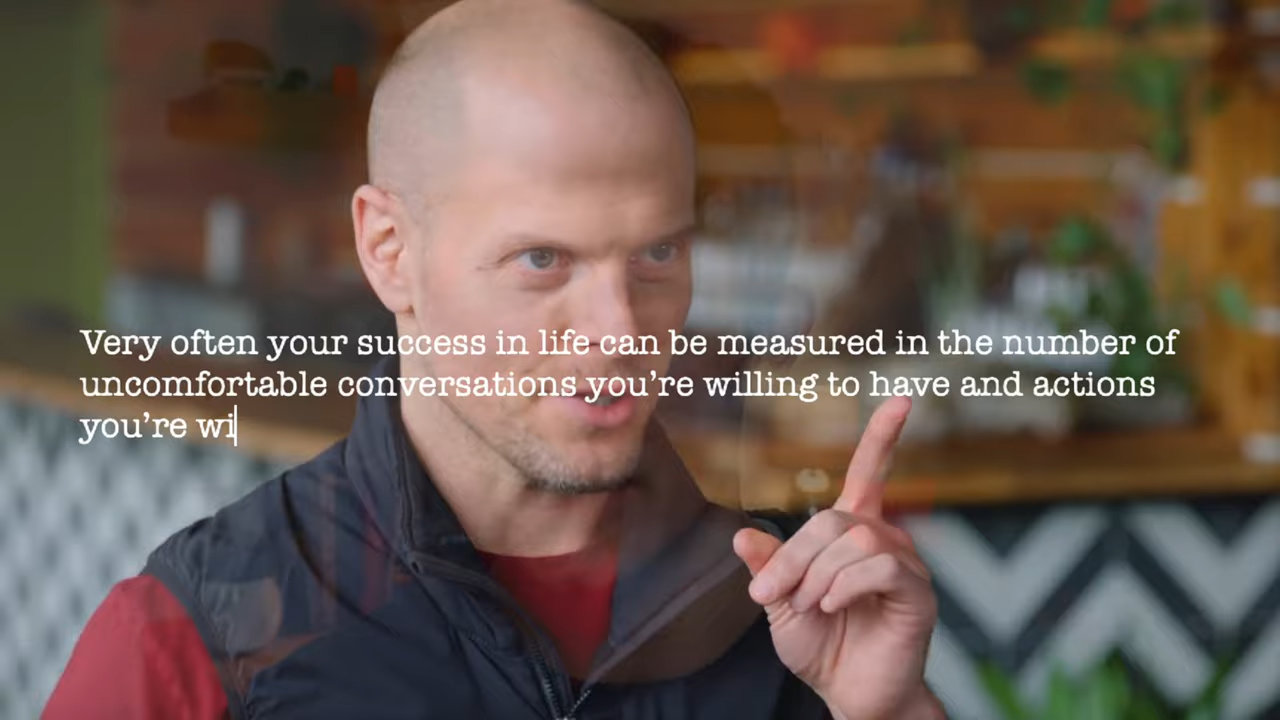 Very often your success in life can be measured in the number of
uncomfortable conversations you’re willing to have and actions
you’re wi